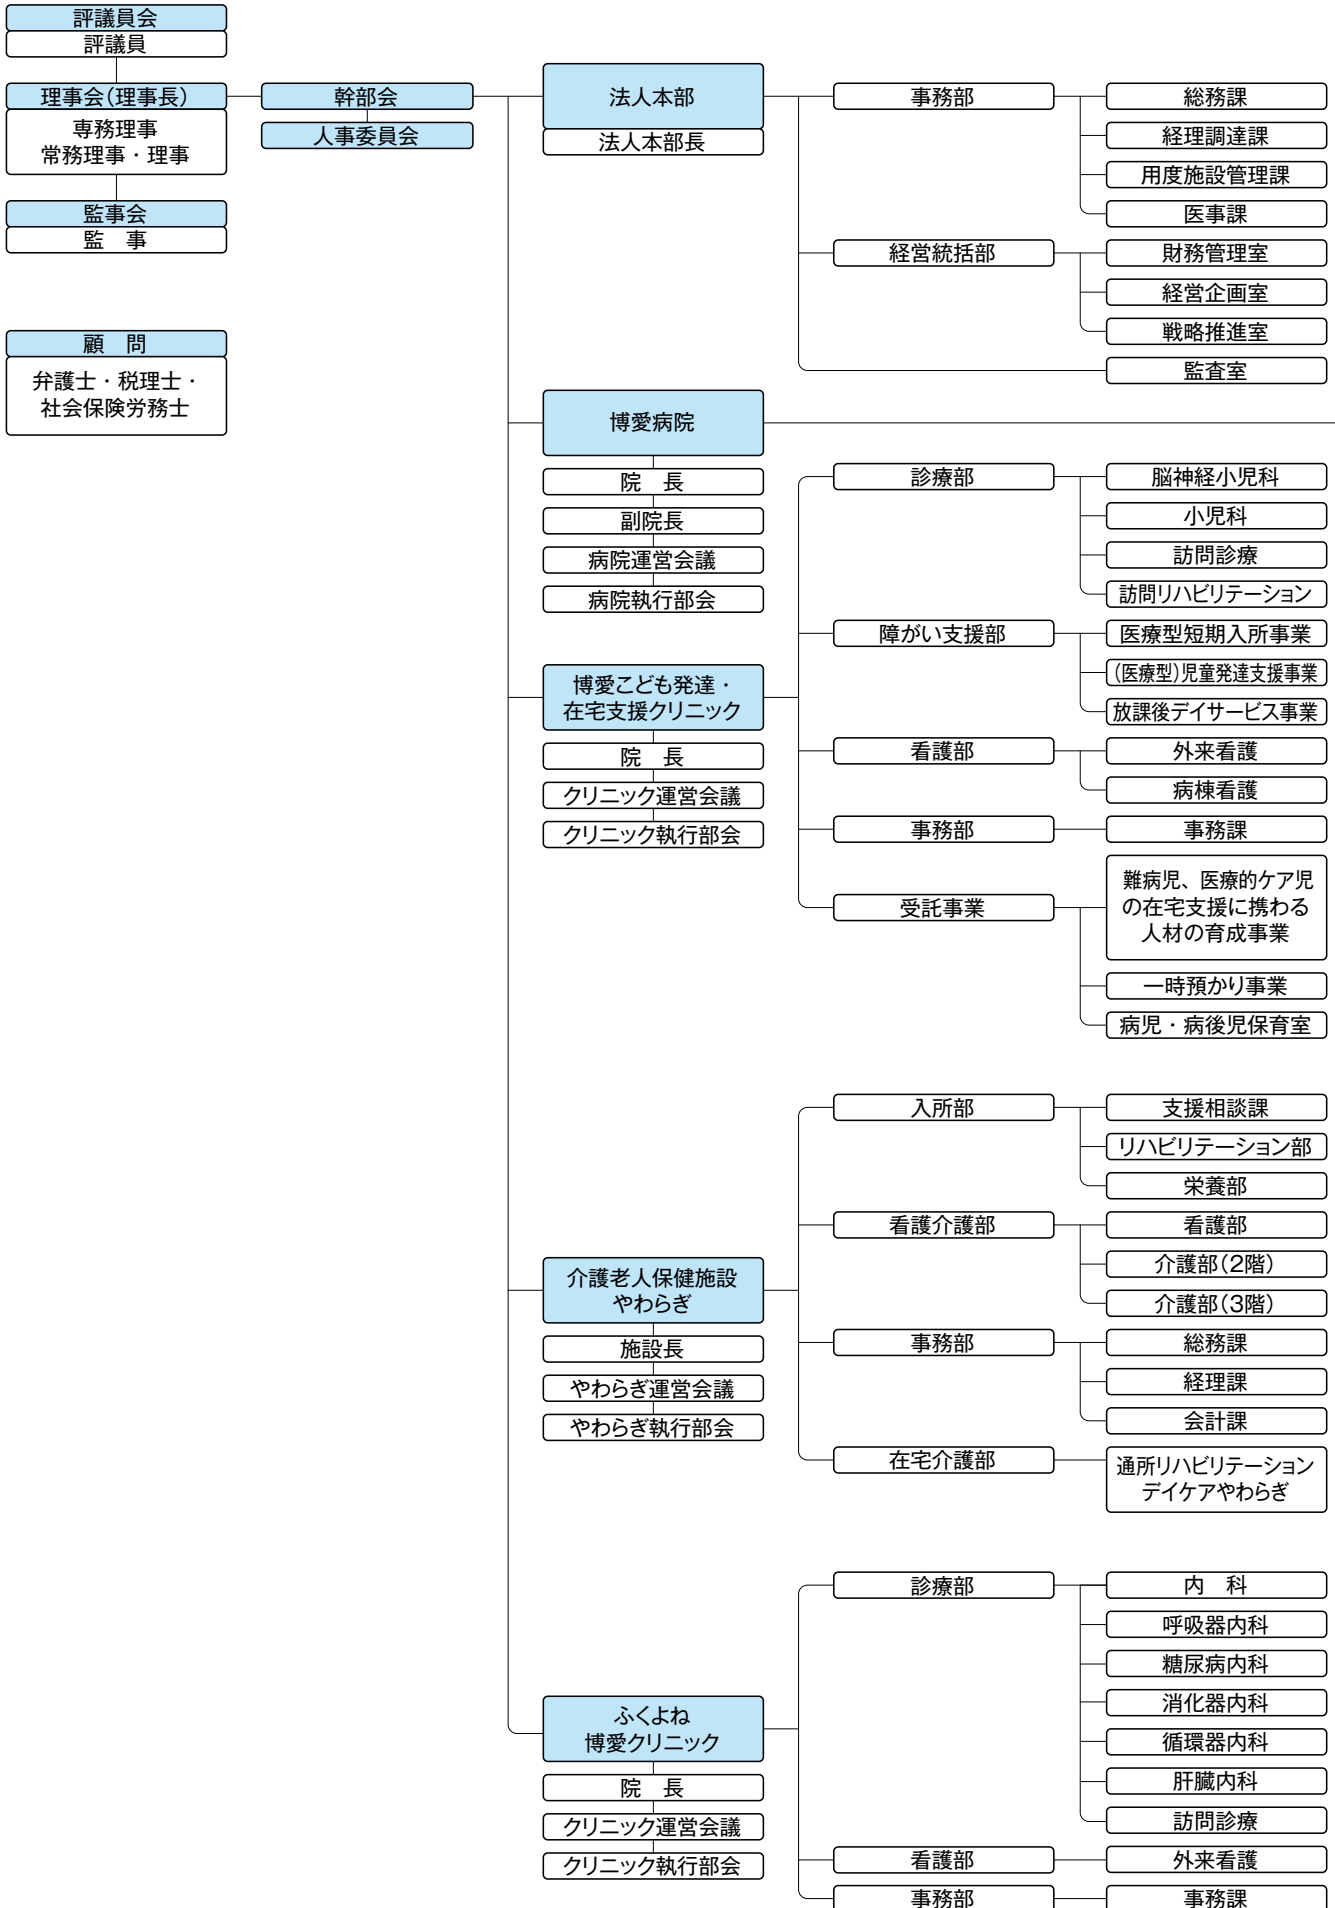 評議員会
評議員
理事会（理事長）
専務理事
常務理事・理事
監事会
監　事
顧　問
弁護士・税理士・
社会保険労務士
幹部会
人事委員会
法人本部
法人本部長
事務部
総務課
経理調達課
用度施設管理課
医事課
経営統括部
財務管理室
経営企画室
戦略推進室
監査室
博愛病院
院　長
副院長
病院運営会議
病院執行部会
博愛こども発達・
在宅支援クリニック
院　長
クリニック運営会議
クリニック執行部会
診療部
脳神経小児科
小児科
訪問診療
訪問リハビリテーション
障がい支援部
医療型短期入所事業
（医療型）児童発達支援事業
放課後デイサービス事業
看護部
外来看護
病棟看護
事務部
事務課
受託事業
難病児、医療的ケア児
の在宅支援に携わる
人材の育成事業
一時預かり事業
病児・病後児保育室
介護老人保健施設
やわらぎ
施設長
やわらぎ運営会議
やわらぎ執行部会
入所部
支援相談課
リハビリテーション部
栄養部
看護介護部
看護部
介護部（2階）
介護部（3階）
事務部
総務課
経理課
会計課
在宅介護部
通所リハビリテーション
デイケアやわらぎ
ふくよね
博愛クリニック
院　長
クリニック運営会議
クリニック執行部会
診療部
内　科
呼吸器内科
糖尿病内科
消化器内科
循環器内科
肝臓内科
訪問診療
看護部
外来看護
事務部
事務課